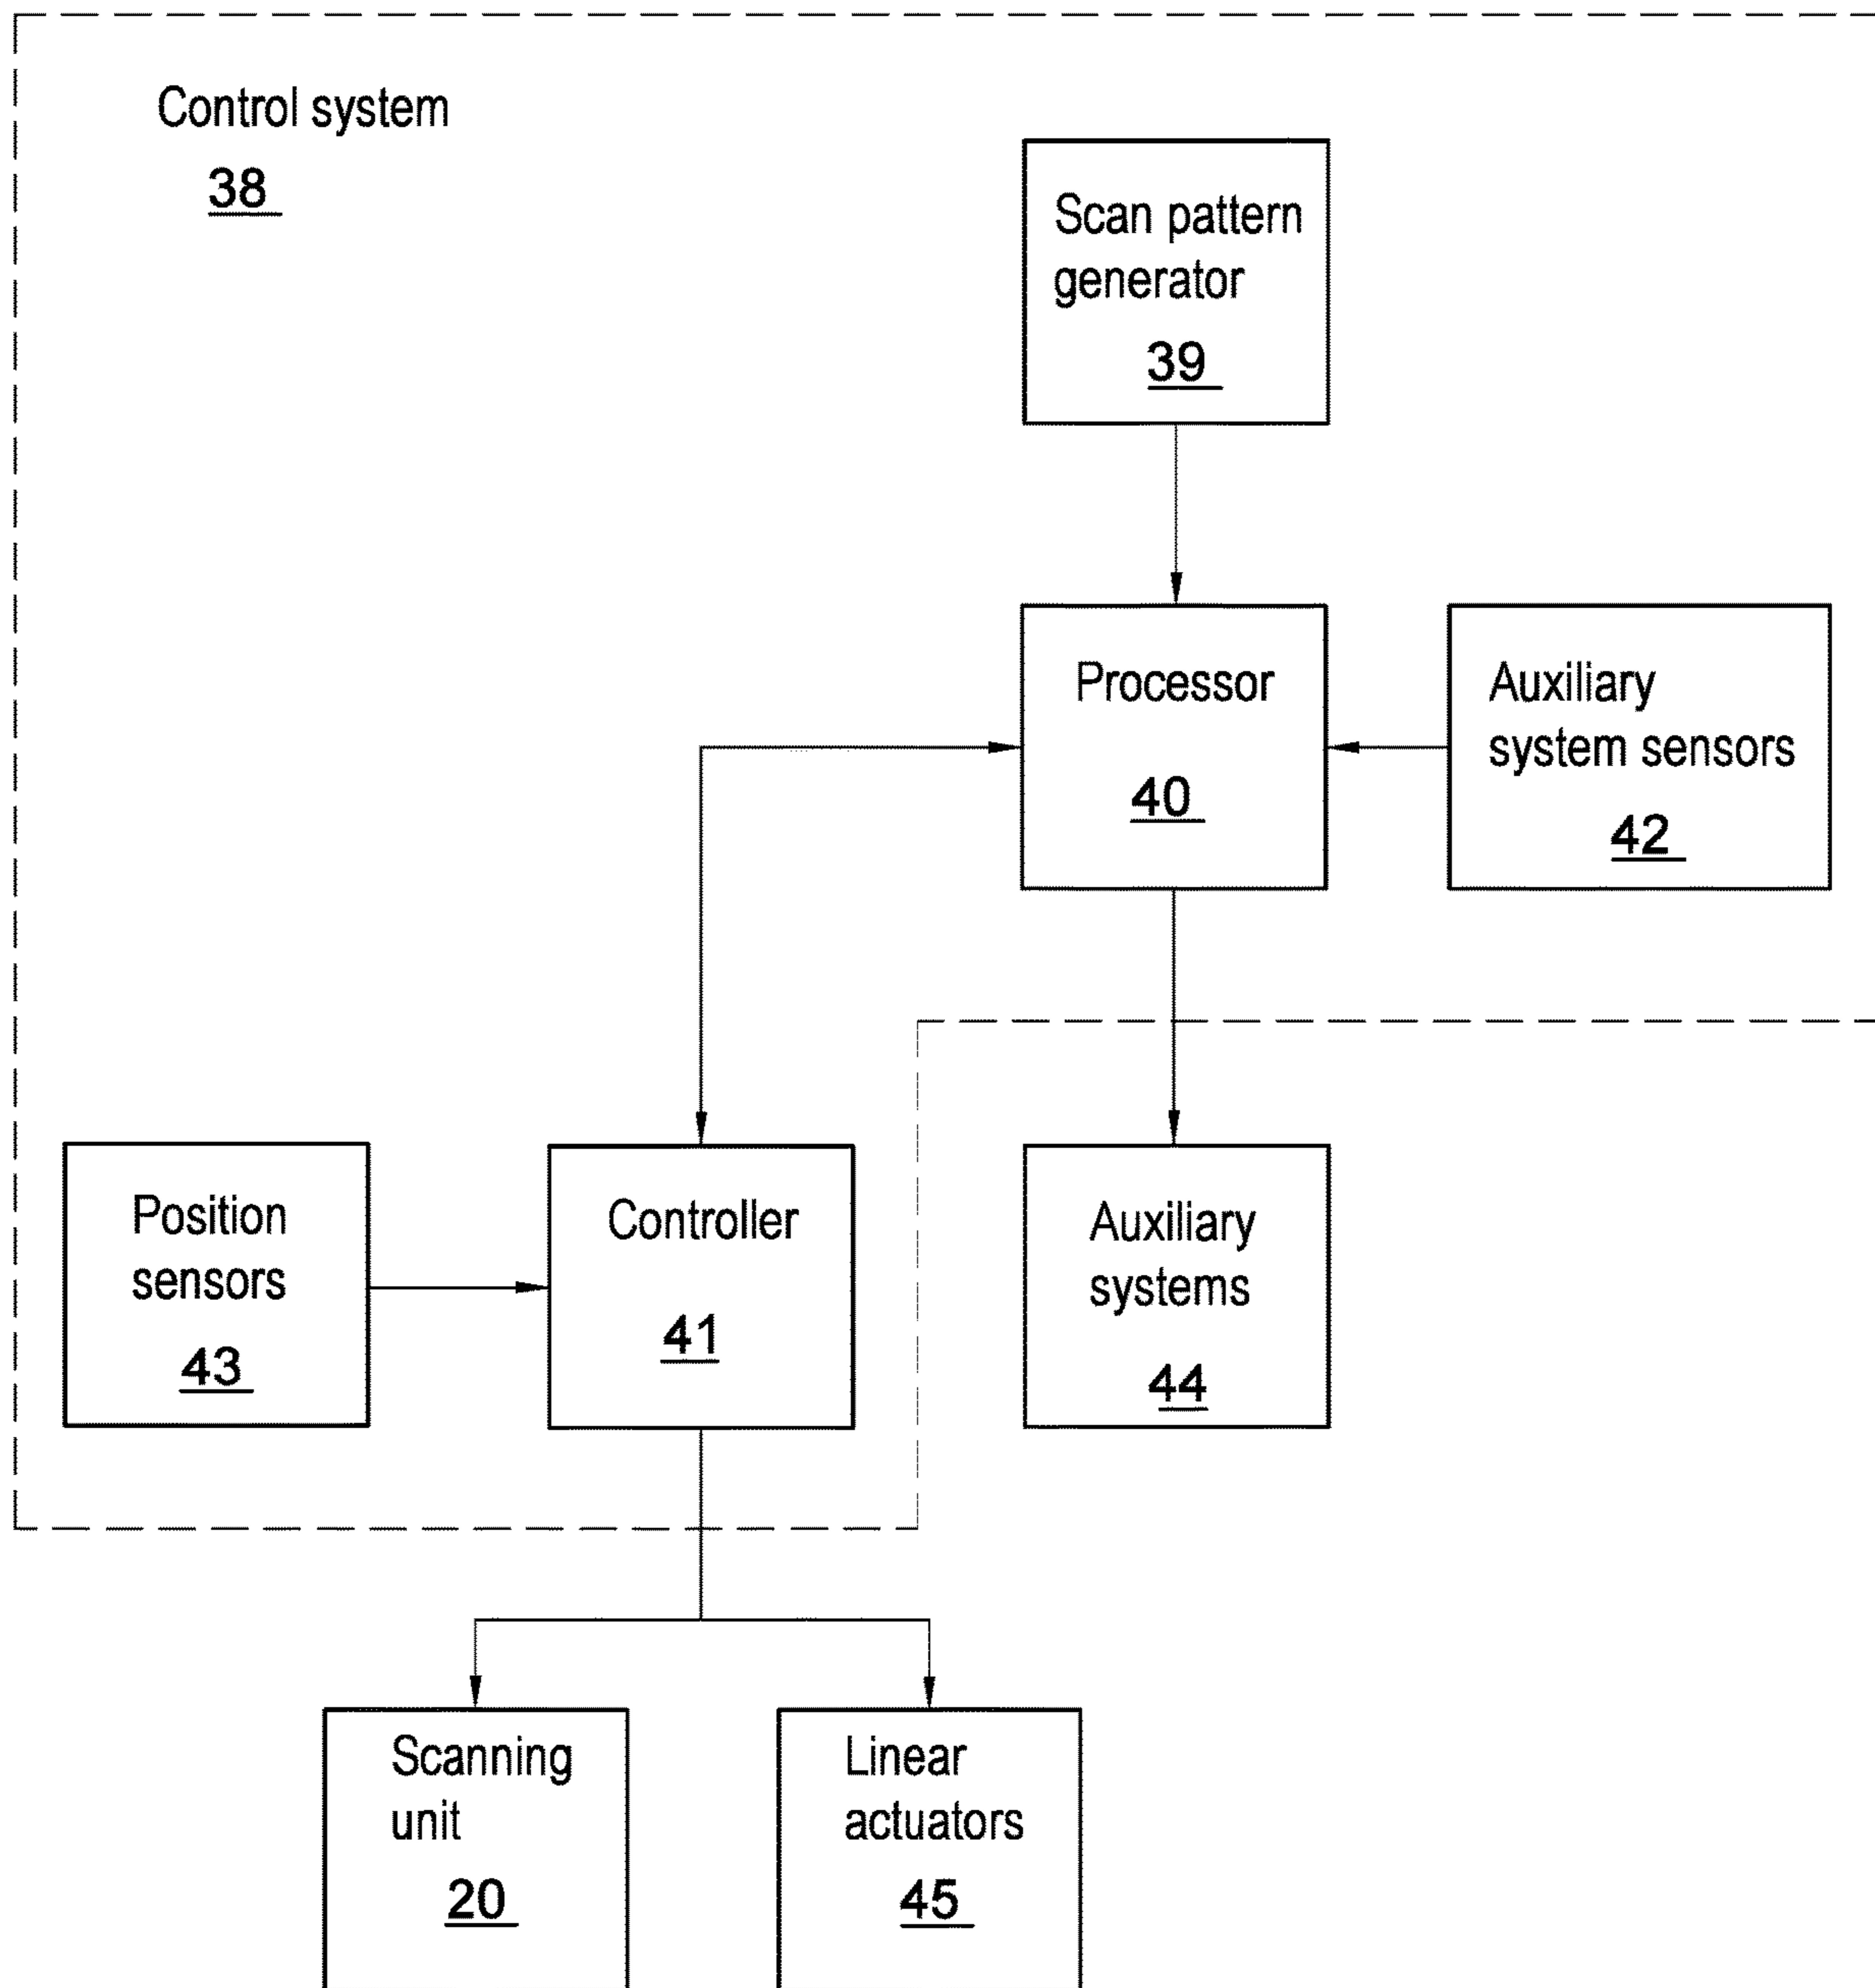 Control system
38
Scan pattern
generator
39
Processor
40
Auxiliary
system sensors
42
Position
sensors
43
Controller
41
Auxiliary
systems
44
Scanning
unit
20
Linear
actuators
45